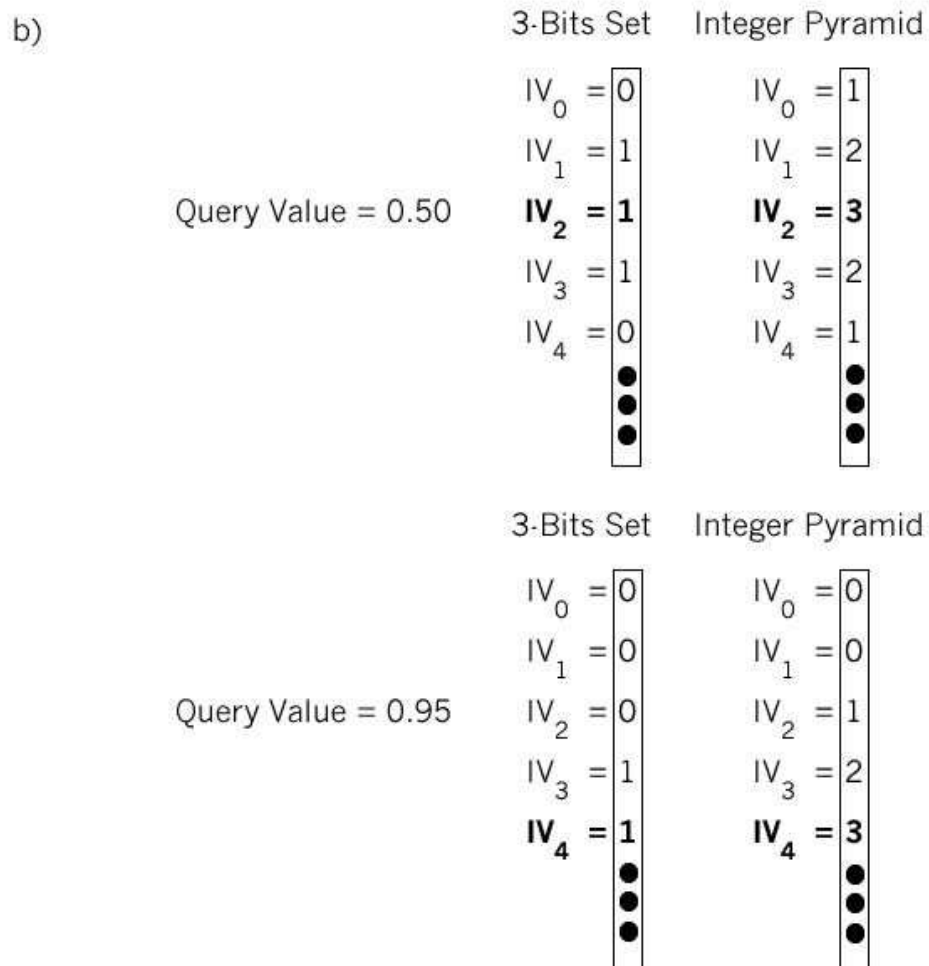 b)
3-Bits Set Integer Pyramid
IV0 = 0 IV0 = 1
IV1 = 1 IV1 = 2
Query Value = 0.50 IV2 = 1 IV2 = 3
IV3 = 1 IV3 = 2
IV4 = 0 IV4 = 1
3-Bits Set Integer Pyramid
IV0 = 0 IV0 = 0
IV1 = 0 IV1 = 0
Query Value = 0.95 IV2 = 0 IV2 = 1
IV3 = 1 IV3 = 2
IV4 = 1 IV4 = 3